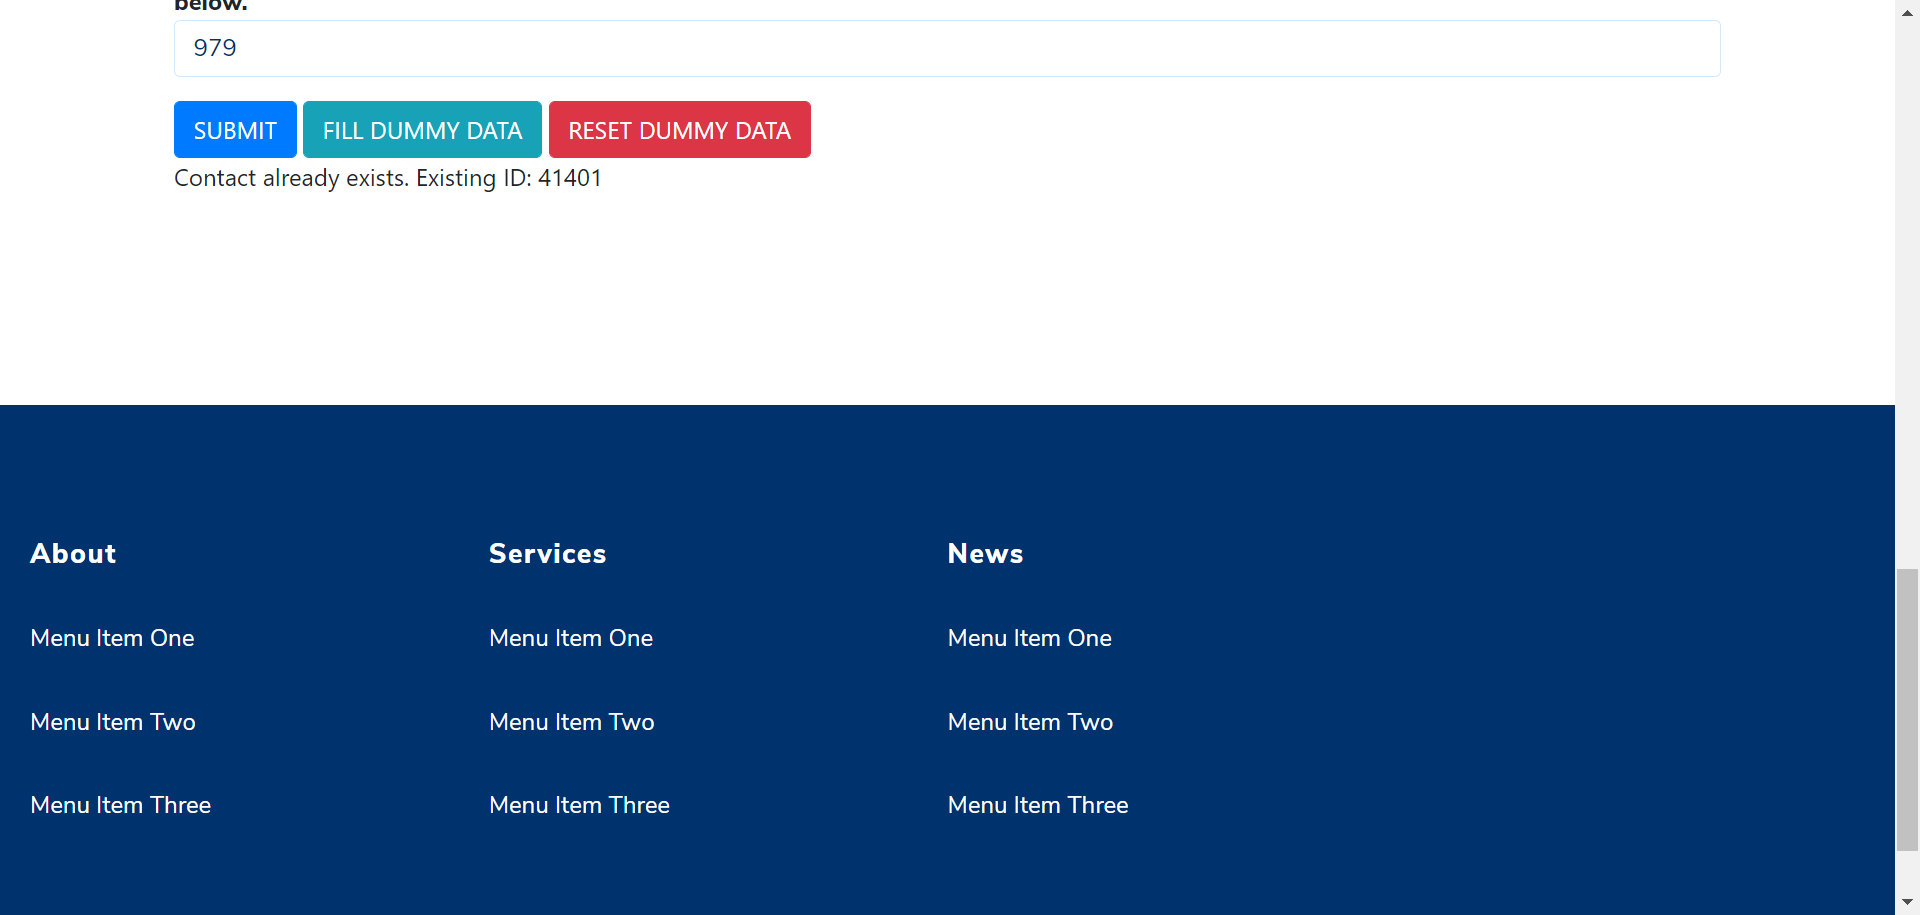 below.
979
SUBMIT FILL DUMMY DATA RESET DUMMY DATA
Contact already exists. Existing ID: 41401
About Services News
Menu Item One Menu Item One Menu Item One
Menu Item Two Menu Item Two Menu Item Two
Menu Item Three Menu Item Three Menu Item Three